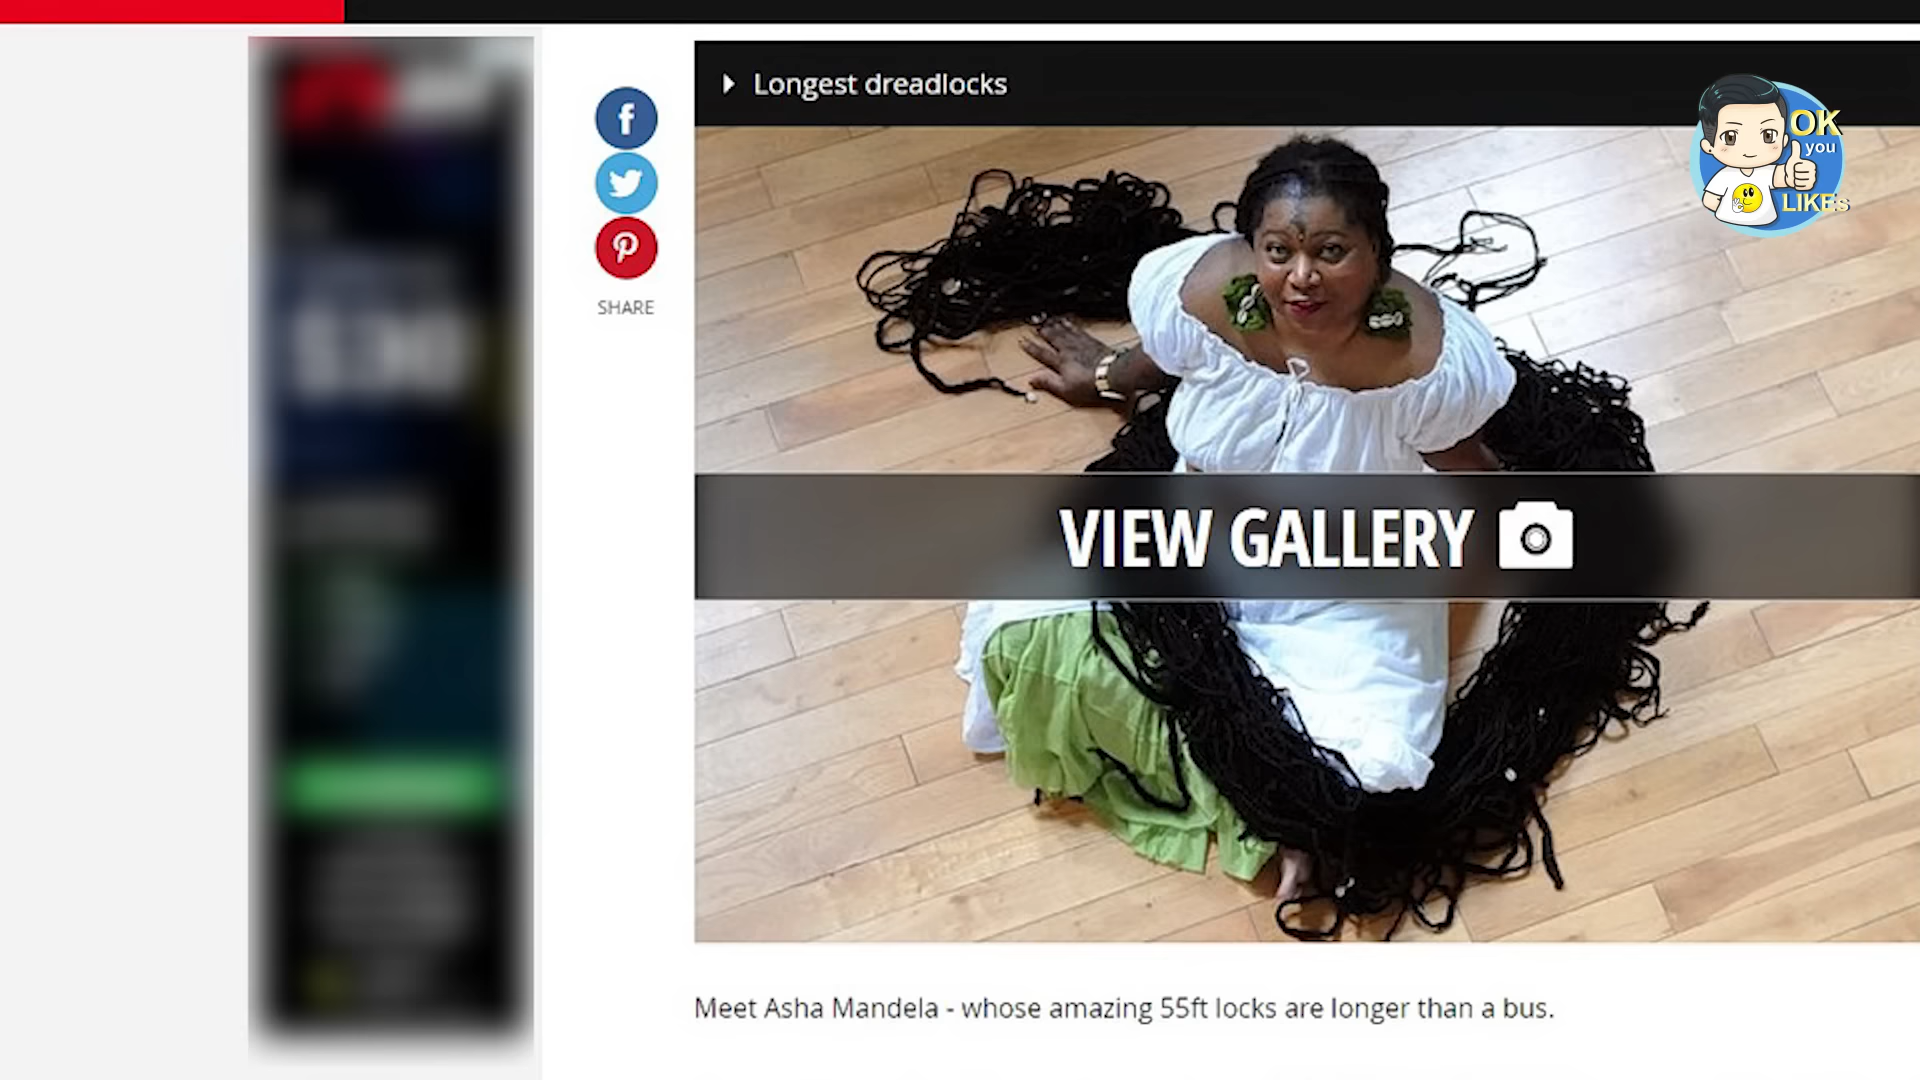 Longest dreadlocks
OK
you
LIKEs
f
SHARE
VIEW GALLERY
Meet Asha Mandela - whose amazing 55ft locks are longer than a bus.